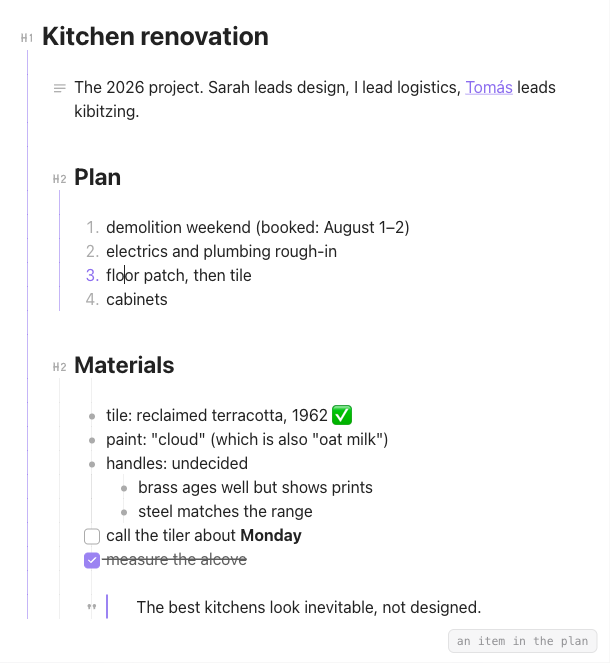 H1 Kitchen renovation
The 2026 project. Sarah leads design, I lead logistics, Tomás leads
kibitzing.
H2 Plan
1. demolition weekend (booked: August 1–2)
2. electrics and plumbing rough-in
3. floor patch, then tile
4. cabinets
H2 Materials
tile: reclaimed terracotta, 1962 ✅
paint: "cloud" (which is also "oat milk")
handles: undecided
brass ages well but shows prints
steel matches the range
call the tiler about Monday
measure the alcove
The best kitchens look inevitable, not designed.
an item in the plan